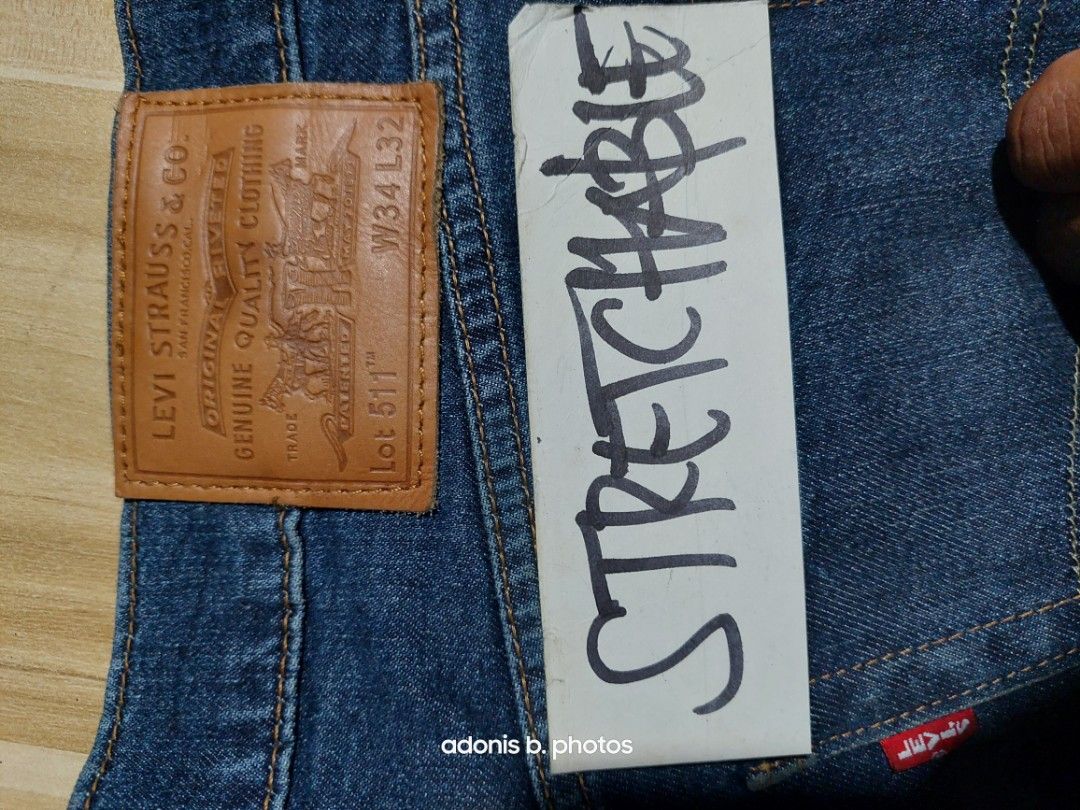 LEVI STRAUSS & CO.
SAN FRANCISCO, CAL.
ORIGINAL RIVETED
GENUINE QUALITY CLOTHING
TRADE MARK
PATENTED
Lot 511™ W34 L32
STRETCHABLE
LEVI'S
adonis b. photos